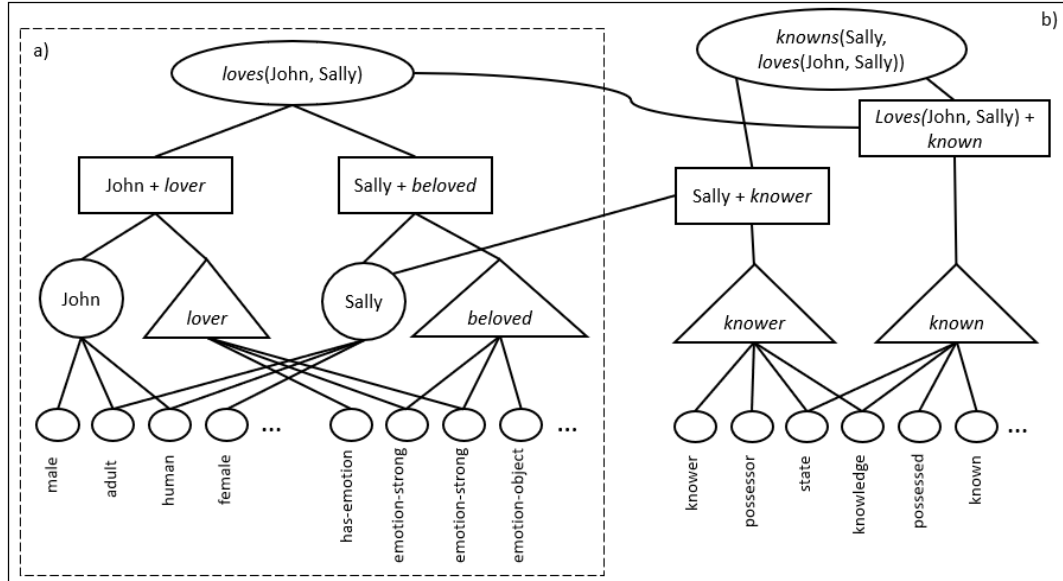 a)
b)
loves(John, Sally)
knowns(Sally,
loves(John, Sally))
Loves(John, Sally) +
known
John + lover
Sally + beloved
Sally + knower
John
lover
Sally
beloved
knower
known
...
...
...
male
adult
human
female
has-emotion
emotion-strong
emotion-strong
emotion-object
knower
possessor
state
knowledge
possessed
known